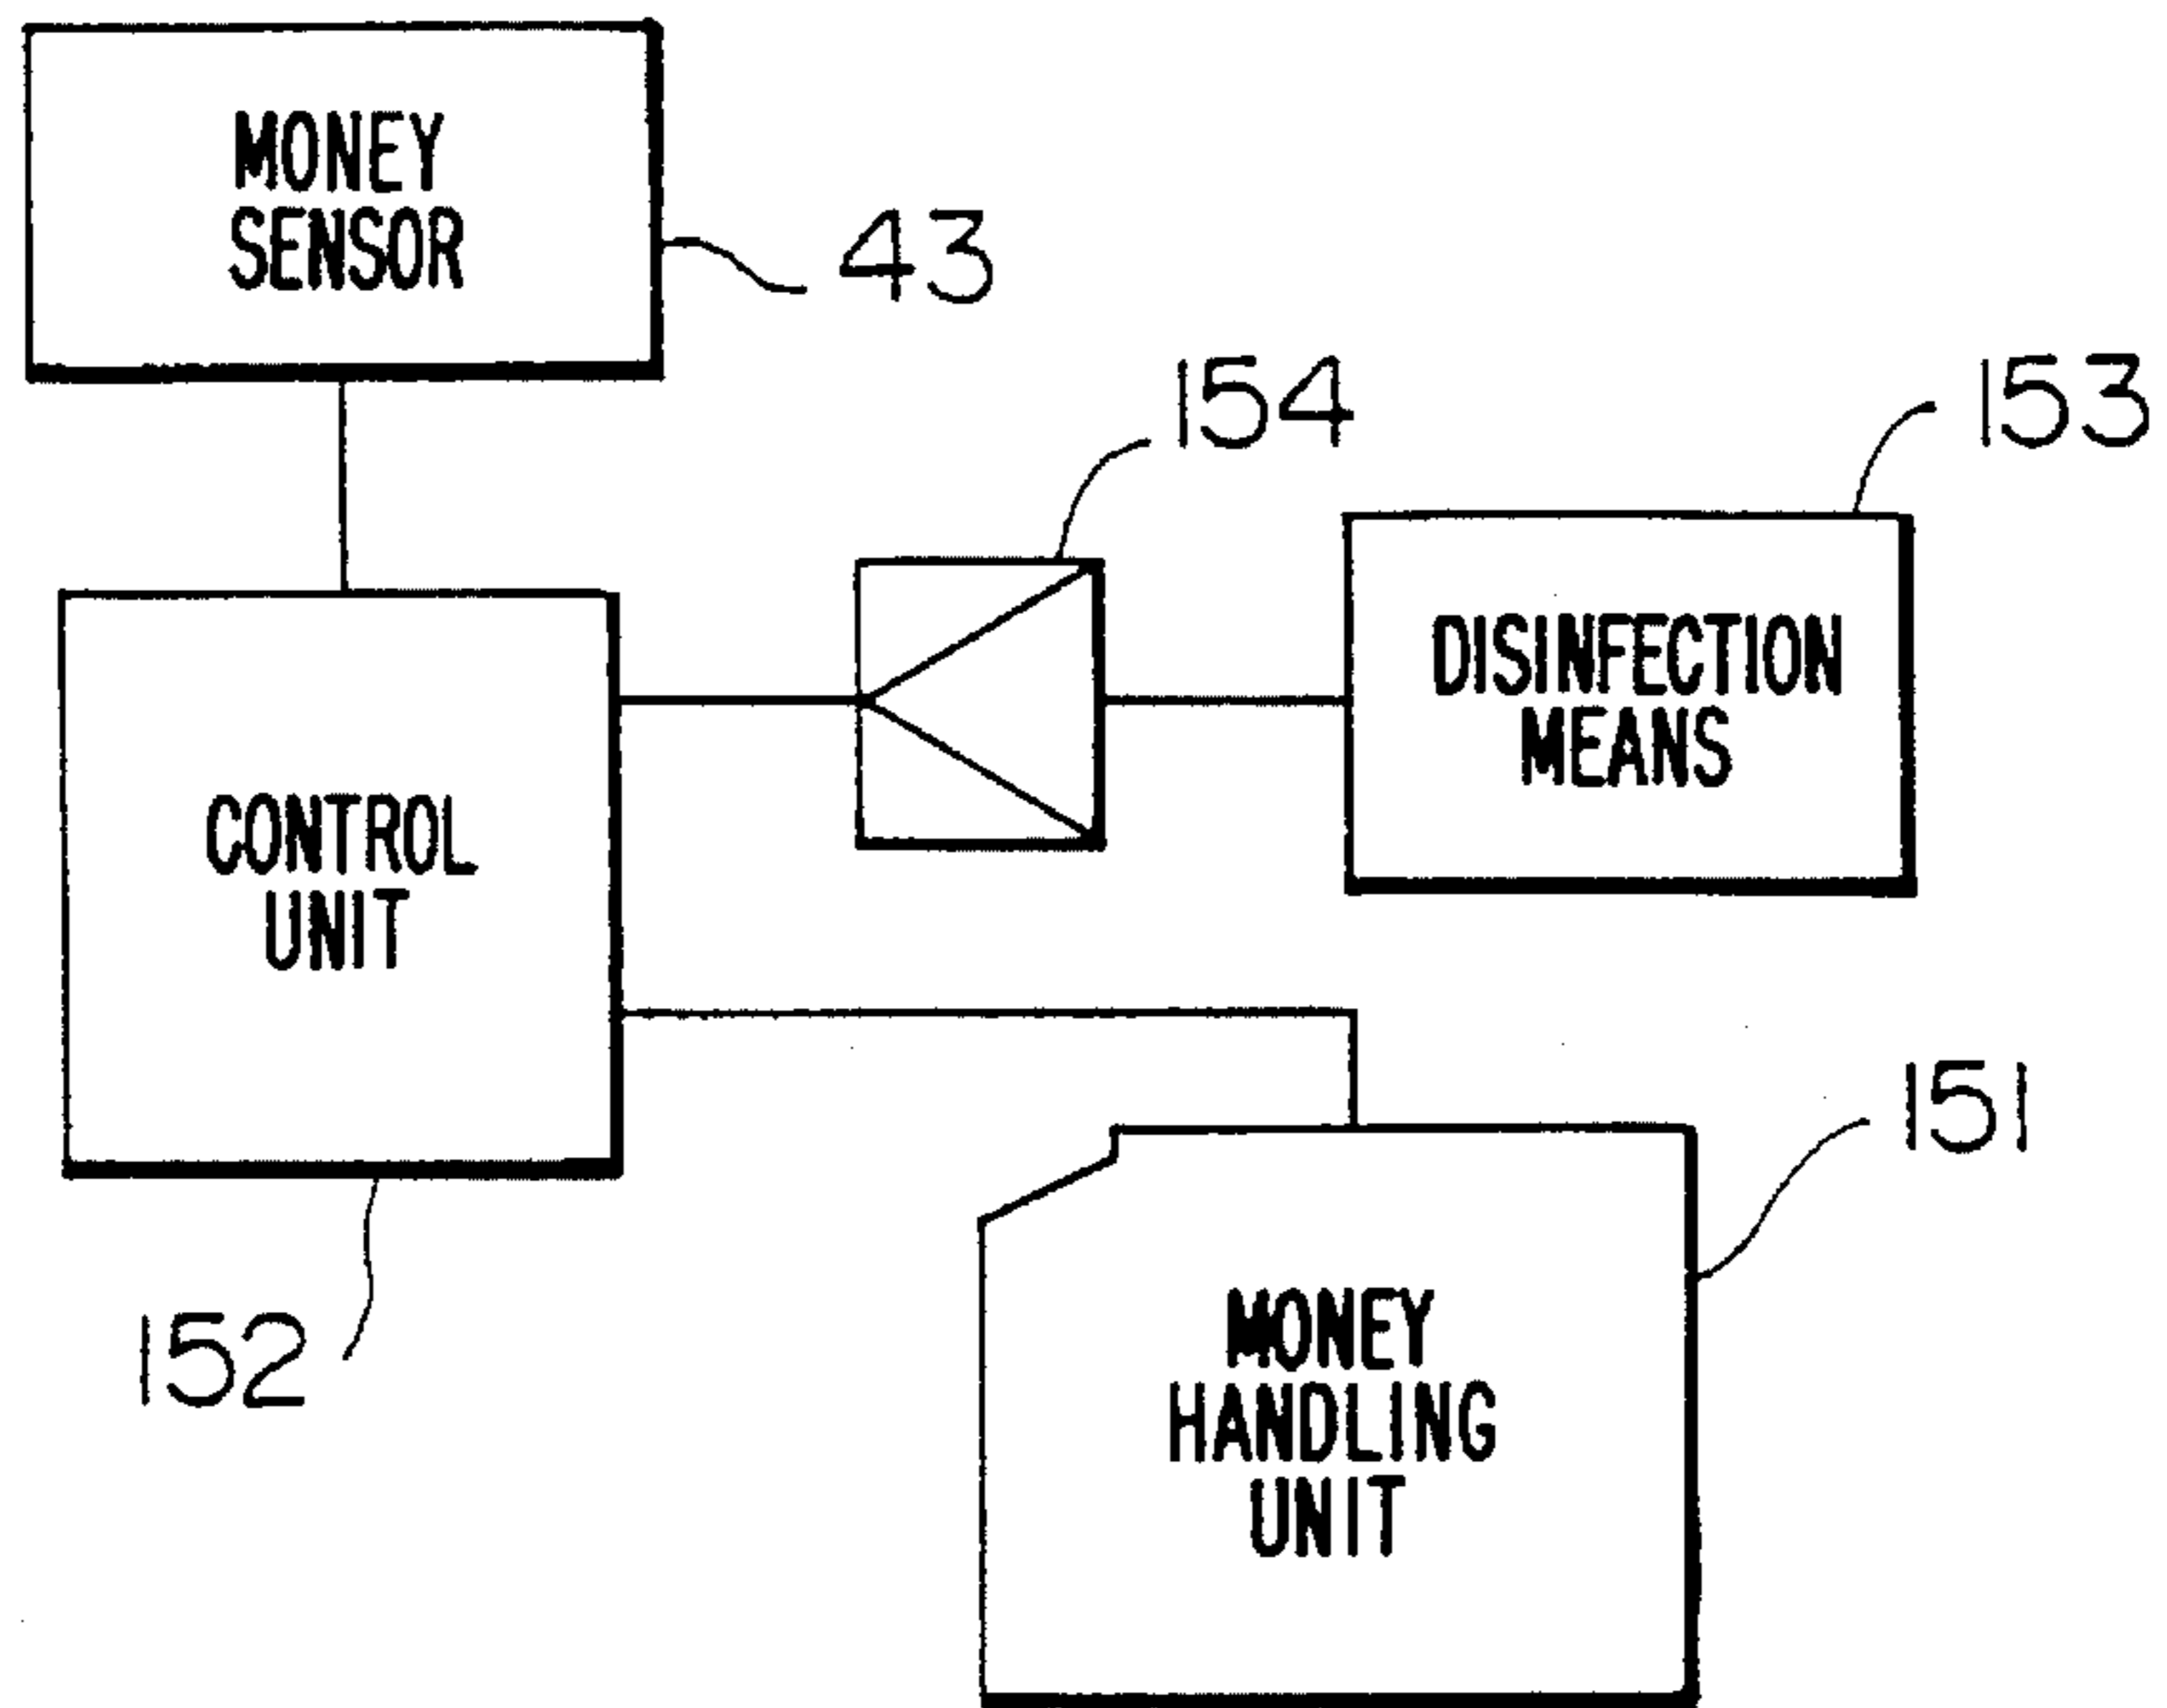 MONEY
SENSOR
43
154
153
DISINFECTION
MEANS
CONTROL
UNIT
151
152
MONEY
HANDLING
UNIT